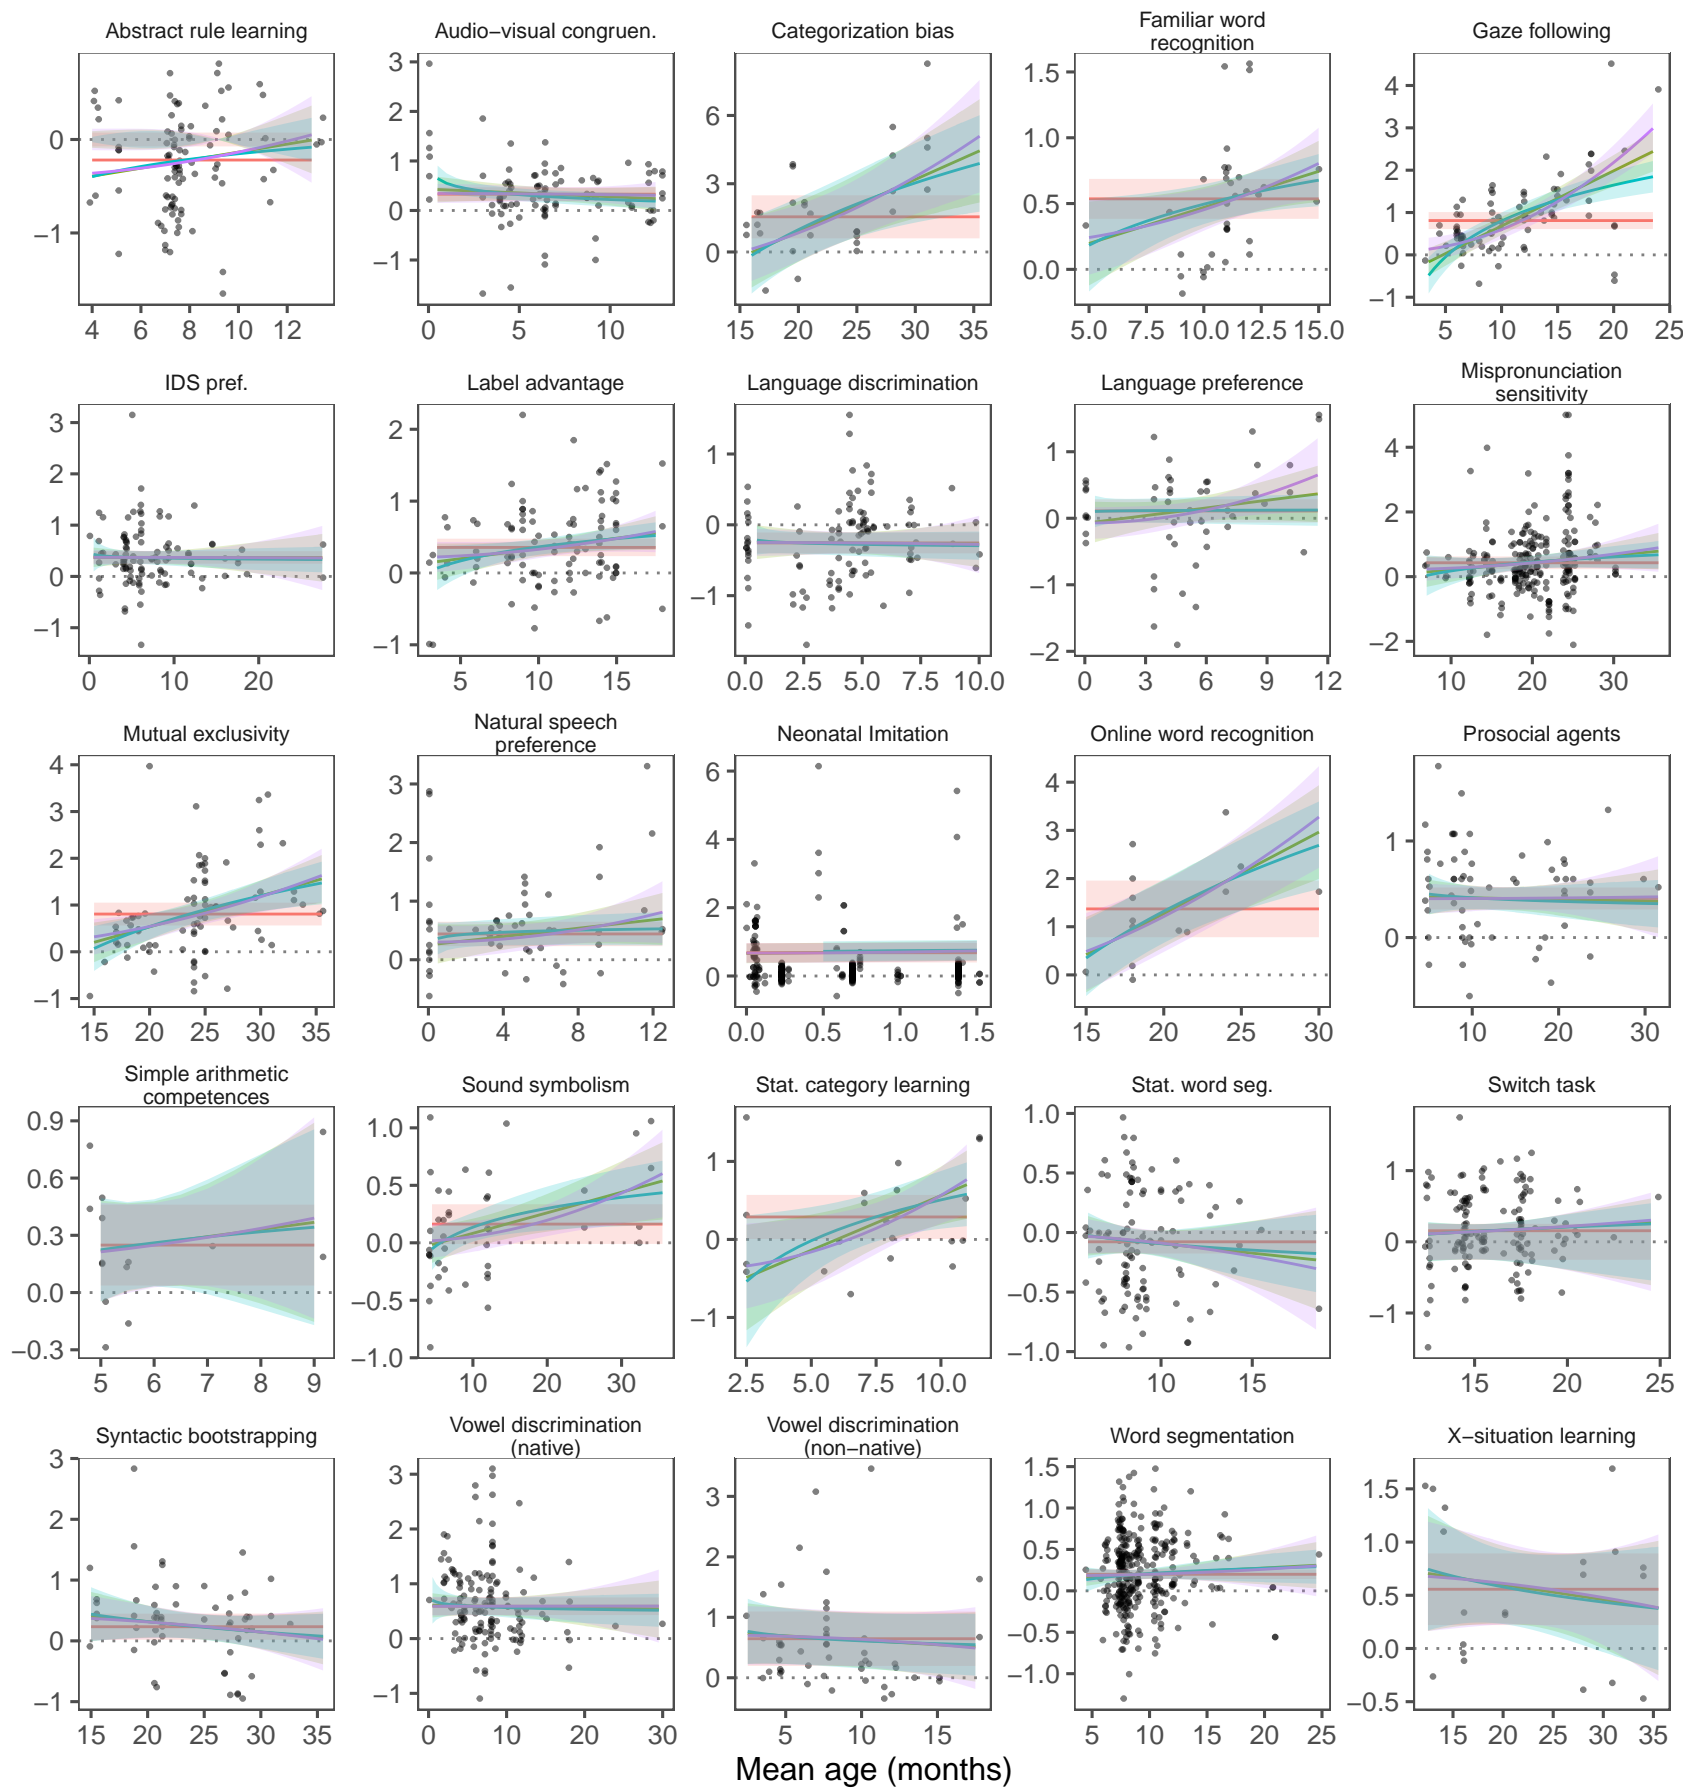 Abstract rule learning
Audio−visual congruen.
Categorization bias
Familiar word
recognition
Gaze following
0
−1
4 6 8 10 12
3
2
1
0
−1
0 5 10
6
3
0
15 20 25 30 35
1.5
1.0
0.5
0.0
5.0 7.5 10.0 12.5 15.0
4
3
2
1
0
−1
5 10 15 20 25
IDS pref.
Label advantage
Language discrimination
Language preference
Mispronunciation
sensitivity
3
2
1
0
−1
0 10 20
2
1
0
−1
5 10 15
1
0
−1
0.0 2.5 5.0 7.5 10.0
1
0
−1
−2
0 3 6 9 12
4
2
0
−2
10 20 30
Mutual exclusivity
Natural speech
preference
Neonatal Imitation
Online word recognition
Prosocial agents
4
3
2
1
0
−1
15 20 25 30 35
3
2
1
0
0 4 8 12
6
4
2
0
0.0 0.5 1.0 1.5
4
3
2
1
0
15 20 25 30
1
0
10 20 30
Simple arithmetic
competences
Sound symbolism
Stat. category learning
Stat. word seg.
Switch task
0.9
0.6
0.3
0.0
−0.3
5 6 7 8 9
1.0
0.5
0.0
−0.5
−1.0
10 20 30
1
0
−1
2.5 5.0 7.5 10.0
1.0
0.5
0.0
−0.5
−1.0
10 15
1
0
−1
15 20 25
Syntactic bootstrapping
Vowel discrimination
(native)
Vowel discrimination
(non−native)
Word segmentation
X−situation learning
3
2
1
0
−1
15 20 25 30 35
3
2
1
0
−1
0 10 20 30
3
2
1
0
5 10 15
1.5
1.0
0.5
0.0
−0.5
−1.0
5 10 15 20 25
1.5
1.0
0.5
0.0
−0.5
15 20 25 30 35
Mean age (months)